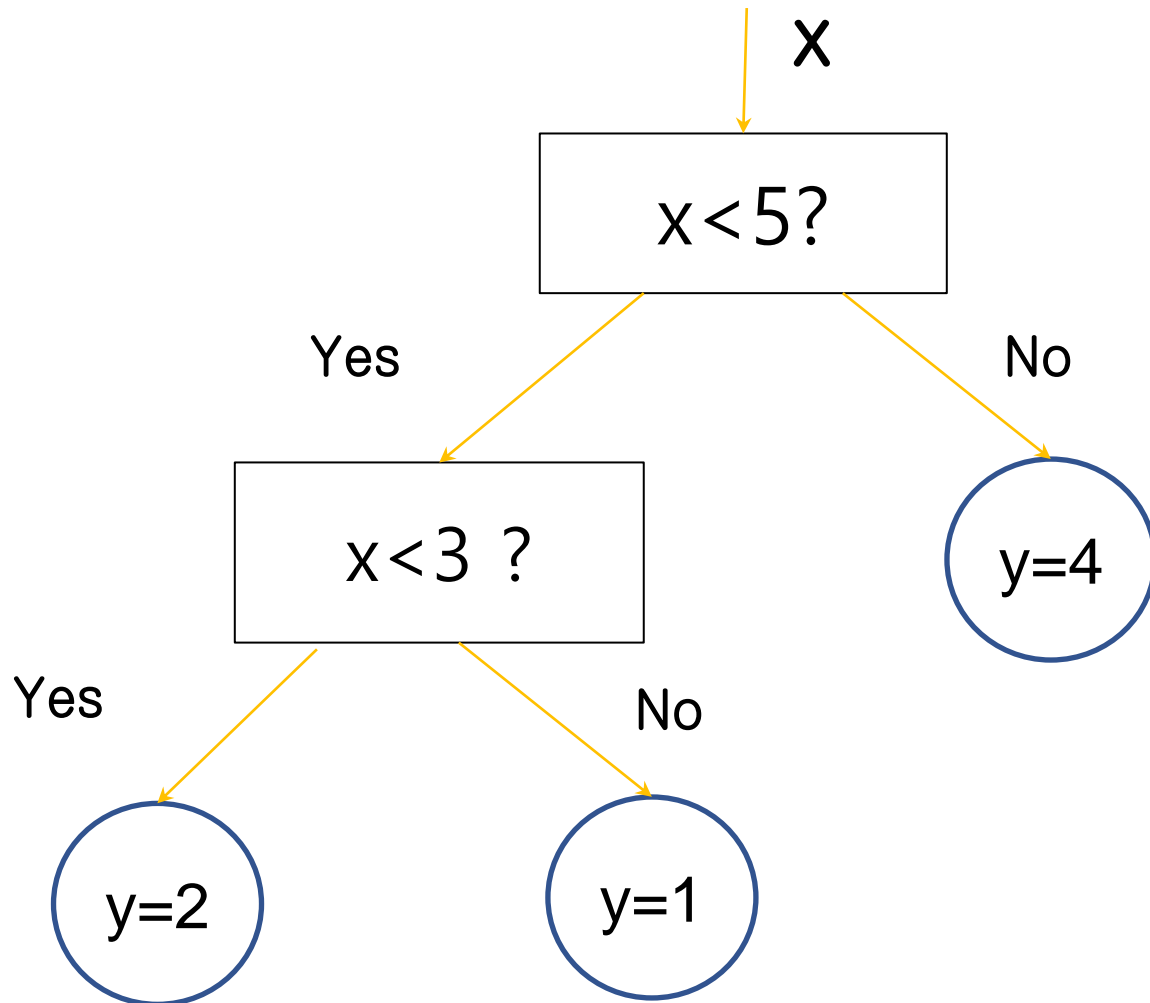 x
x<5?
Yes
No
x<3 ?
y=4
Yes
No
y=2
y=1